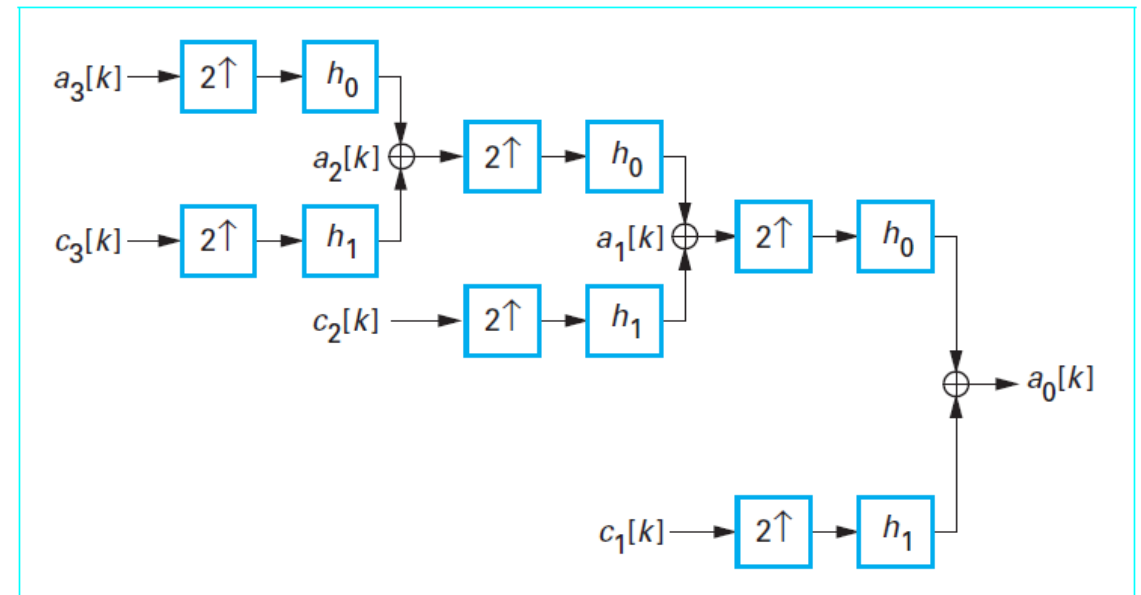 a₃[k] 2↑ h₀
a₂[k] 2↑ h₀
c₃[k] 2↑ h₁
a₁[k] 2↑ h₀
c₂[k] 2↑ h₁
a₀[k]
c₁[k] 2↑ h₁